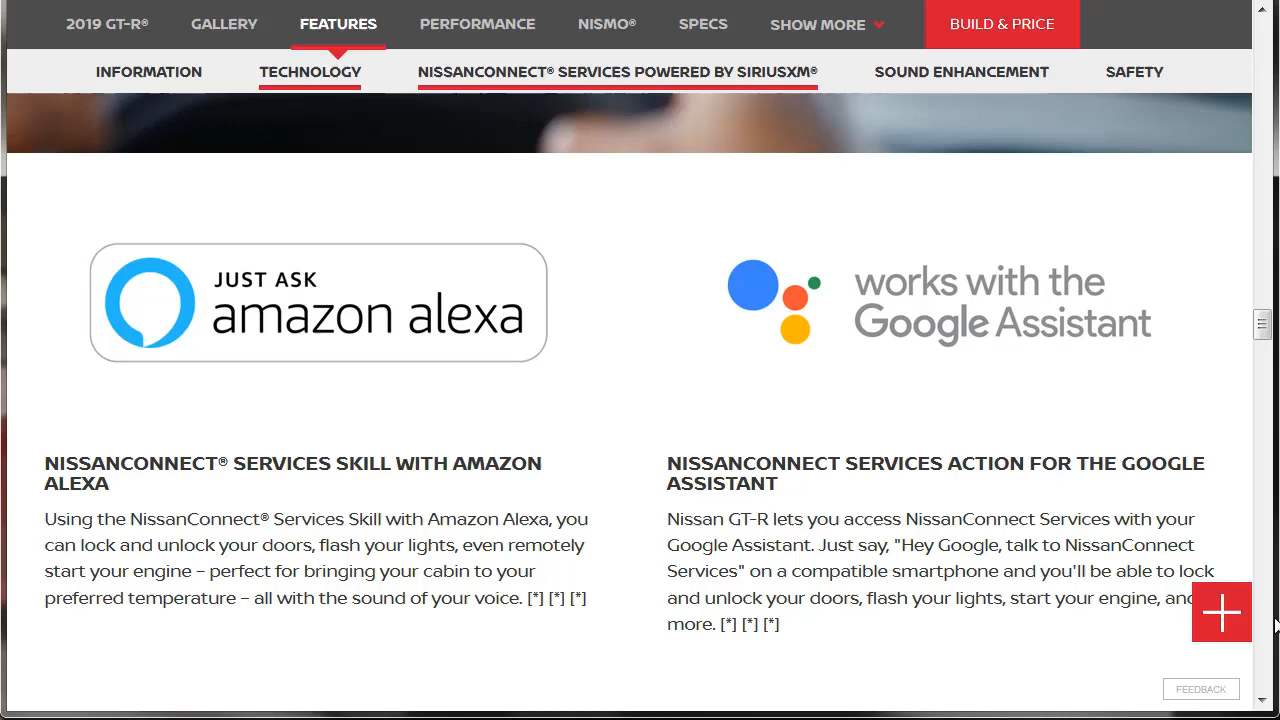 2019 GT-R® GALLERY FEATURES PERFORMANCE NISMO® SPECS SHOW MORE BUILD & PRICE
INFORMATION TECHNOLOGY NISSANCONNECT® SERVICES POWERED BY SIRIUSXM® SOUND ENHANCEMENT SAFETY
JUST ASK
amazon alexa
works with the
Google Assistant
NISSANCONNECT® SERVICES SKILL WITH AMAZON
ALEXA
Using the NissanConnect® Services Skill with Amazon Alexa, you
can lock and unlock your doors, flash your lights, even remotely
start your engine – perfect for bringing your cabin to your
preferred temperature – all with the sound of your voice. [*] [*] [*]
NISSANCONNECT SERVICES ACTION FOR THE GOOGLE
ASSISTANT
Nissan GT-R lets you access NissanConnect Services with your
Google Assistant. Just say, "Hey Google, talk to NissanConnect
Services" on a compatible smartphone and you'll be able to lock
and unlock your doors, flash your lights, start your engine, and
more. [*] [*] [*]
FEEDBACK